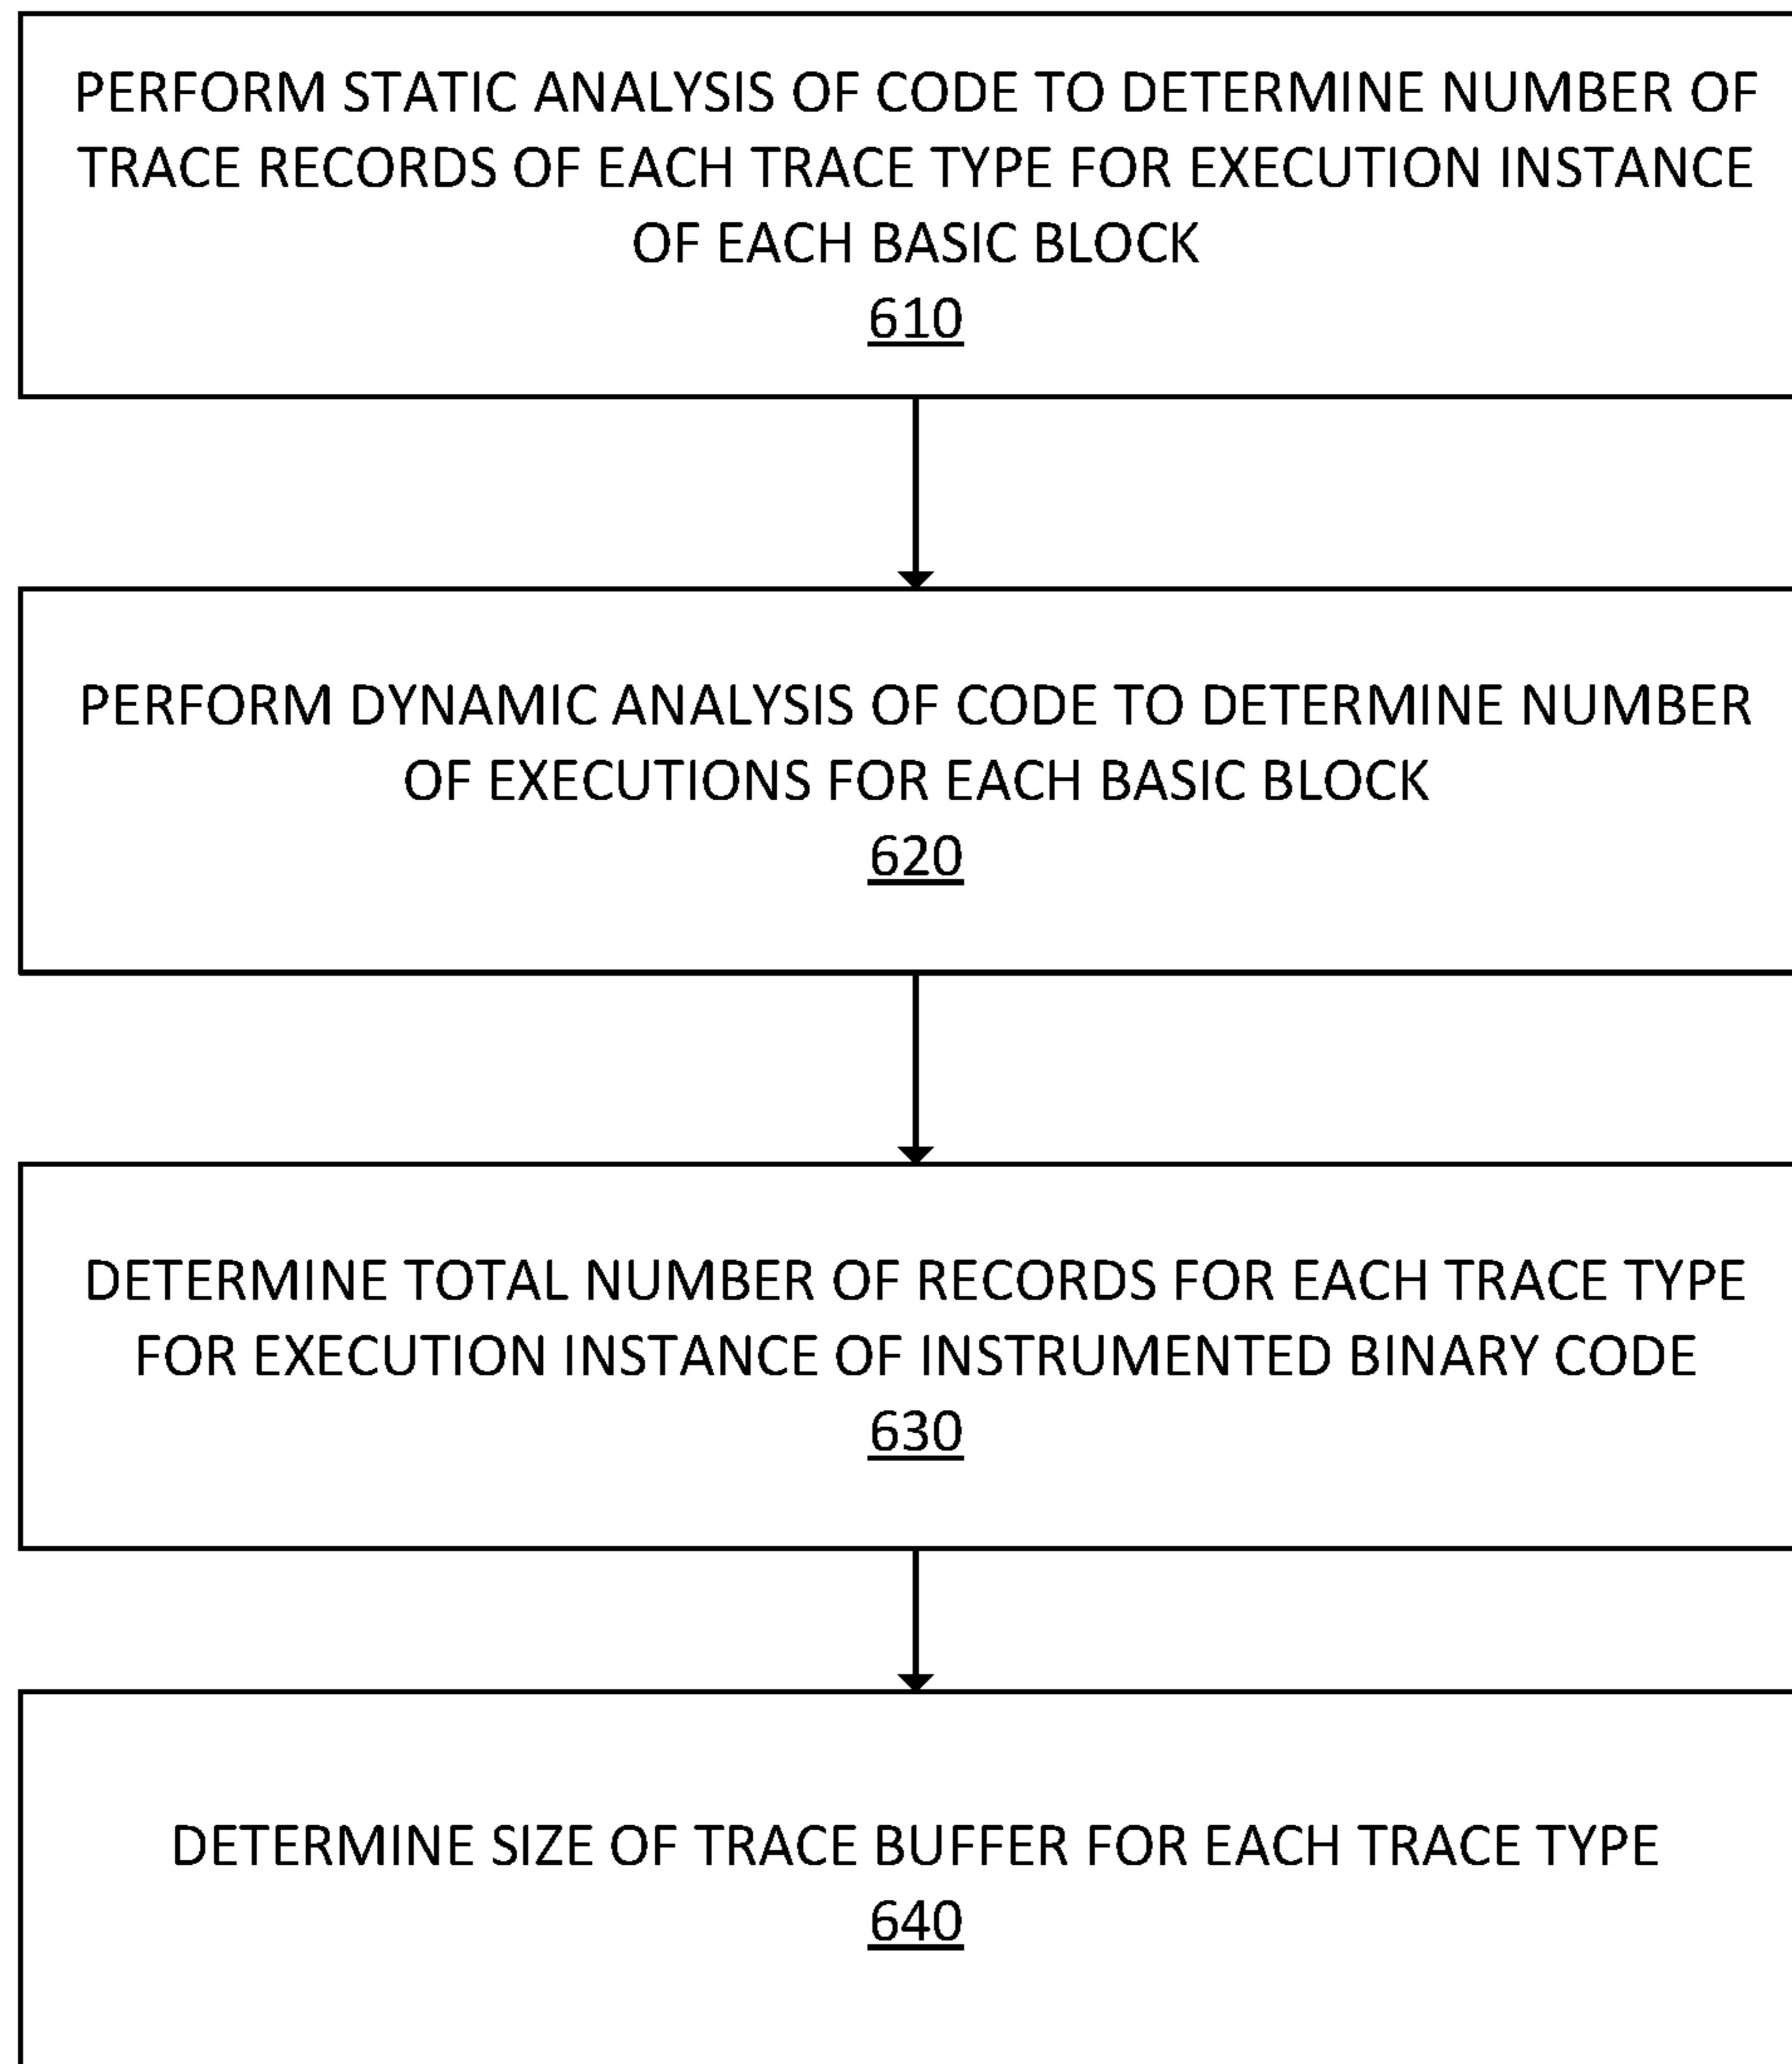 PERFORM STATIC ANALYSIS OF CODE TO DETERMINE NUMBER OF
TRACE RECORDS OF EACH TRACE TYPE FOR EXECUTION INSTANCE
OF EACH BASIC BLOCK
610
PERFORM DYNAMIC ANALYSIS OF CODE TO DETERMINE NUMBER
OF EXECUTIONS FOR EACH BASIC BLOCK
620
DETERMINE TOTAL NUMBER OF RECORDS FOR EACH TRACE TYPE
FOR EXECUTION INSTANCE OF INSTRUMENTED BINARY CODE
630
DETERMINE SIZE OF TRACE BUFFER FOR EACH TRACE TYPE
640